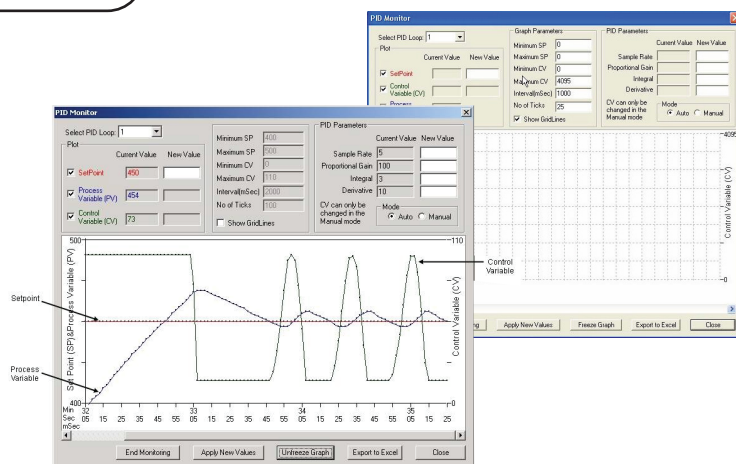 PID Monitor
Select PID Loop: 1
Plot
Current Value New Value
SetPoint
Control Variable (CV)
Process
Graph Parameters
Minimum SP 0
Maximum SP 0
Minimum CV 0
Maximum CV 4095
Interval(mSec) 1000
No of Ticks 25
Show GridLines
PID Parameters
Current Value New Value
Sample Rate
Proportional Gain
Integral
Derivative
CV can only be changed in the Manual mode
Mode
Auto Manual
4095
Control Variable (CV)
0
Apply New Values Freeze Graph Export to Excel Close
PID Monitor
Select PID Loop: 1
Plot
Current Value New Value
SetPoint 450
Process Variable (PV) 454
Control Variable (CV) 73
Minimum SP 400
Maximum SP 500
Minimum CV 0
Maximum CV 110
Interval(mSec) 2000
No of Ticks 100
Show GridLines
PID Parameters
Current Value New Value
Sample Rate 5
Proportional Gain 100
Integral 3
Derivative 10
CV can only be changed in the Manual mode
Mode
Auto Manual
500
110
Set Point (SP)&Process Variable (PV)
Control Variable (CV)
400
0
Min 32 33 34 35
Sec 05 15 25 35 45 55 05 15 25 35 45 55 05 15 25 35 45 55 05 15 25
mSec
End Monitoring Apply New Values Unfreeze Graph Export to Excel Close
Setpoint
Process Variable
Control Variable